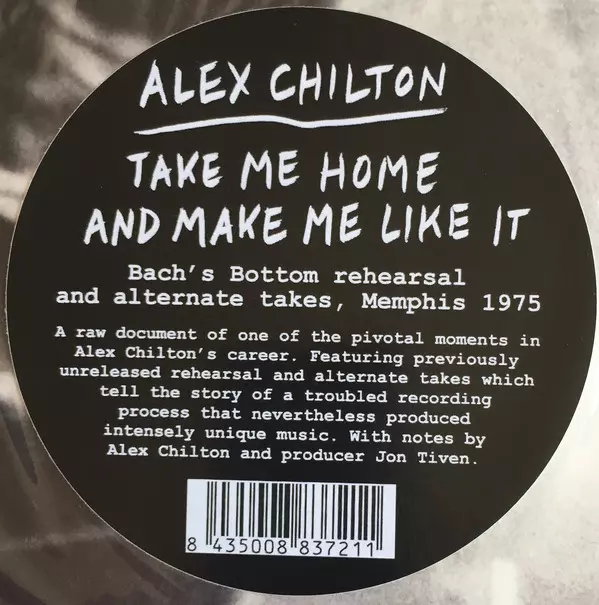 ALEX CHILTON
TAKE ME HOME
AND MAKE ME LIKE IT
Bach's Bottom rehearsal
and alternate takes, Memphis 1975
A raw document of one of the pivotal moments in
Alex Chilton's career. Featuring previously
unreleased rehearsal and alternate takes which
tell the story of a troubled recording
process that nevertheless produced
intensely unique music. With notes by
Alex Chilton and producer Jon Tiven.
8 435008 837211